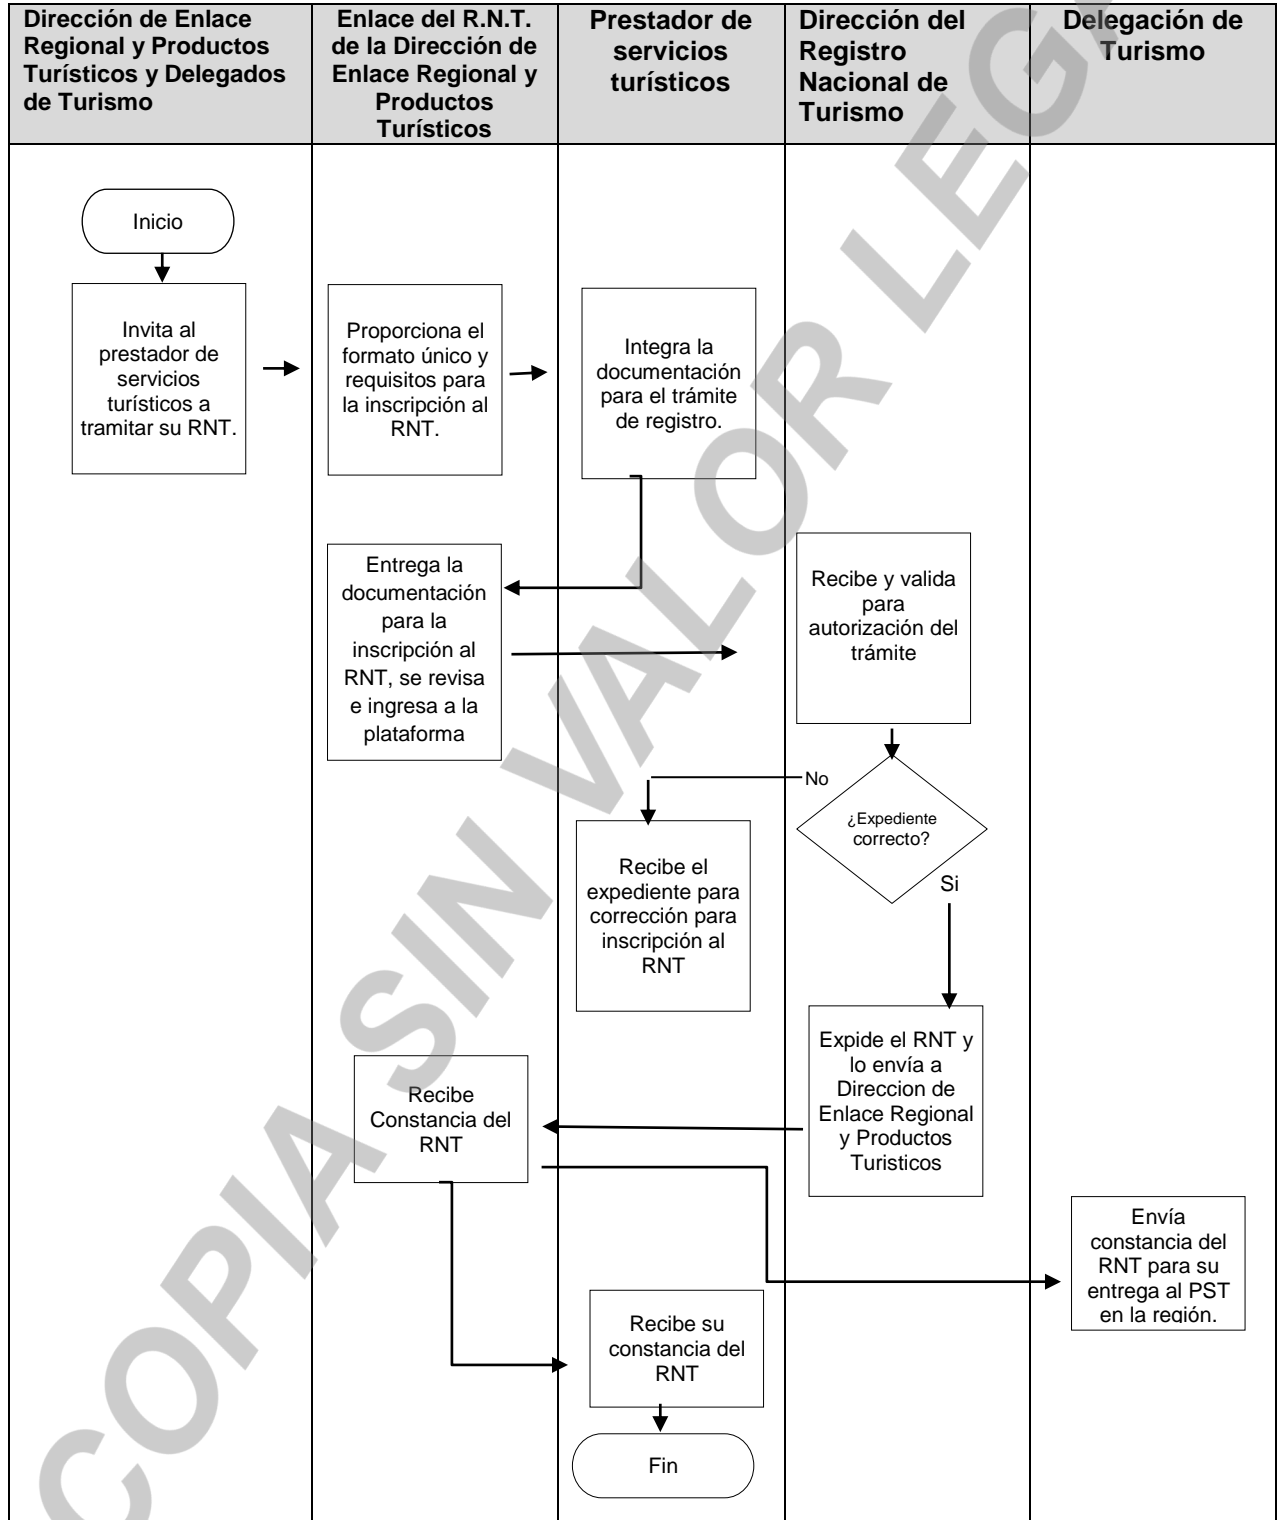 Dirección de Enlace
Regional y Productos
Turísticos y Delegados
de Turismo
Enlace del R.N.T.
de la Dirección de
Enlace Regional y
Productos
Turísticos
Prestador de
servicios
turísticos
Dirección del
Registro
Nacional de
Turismo
Delegación de
Turismo
Inicio
Invita al
prestador de
servicios
turísticos a
tramitar su RNT.
Proporciona el
formato único y
requisitos para
la inscripción al
RNT.
Integra la
documentación
para el trámite
de registro.
Entrega la
documentación
para la
inscripción al
RNT, se revisa
e ingresa a la
plataforma
Recibe y valida
para
autorización del
trámite
No
¿Expediente
correcto?
Si
Recibe el
expediente para
corrección para
inscripción al
RNT
Expide el RNT y
lo envía a
Direccion de
Enlace Regional
y Productos
Turisticos
Recibe
Constancia del
RNT
Envía
constancia del
RNT para su
entrega al PST
en la región.
Recibe su
constancia del
RNT
Fin
COPIA SIN VALOR LEGA